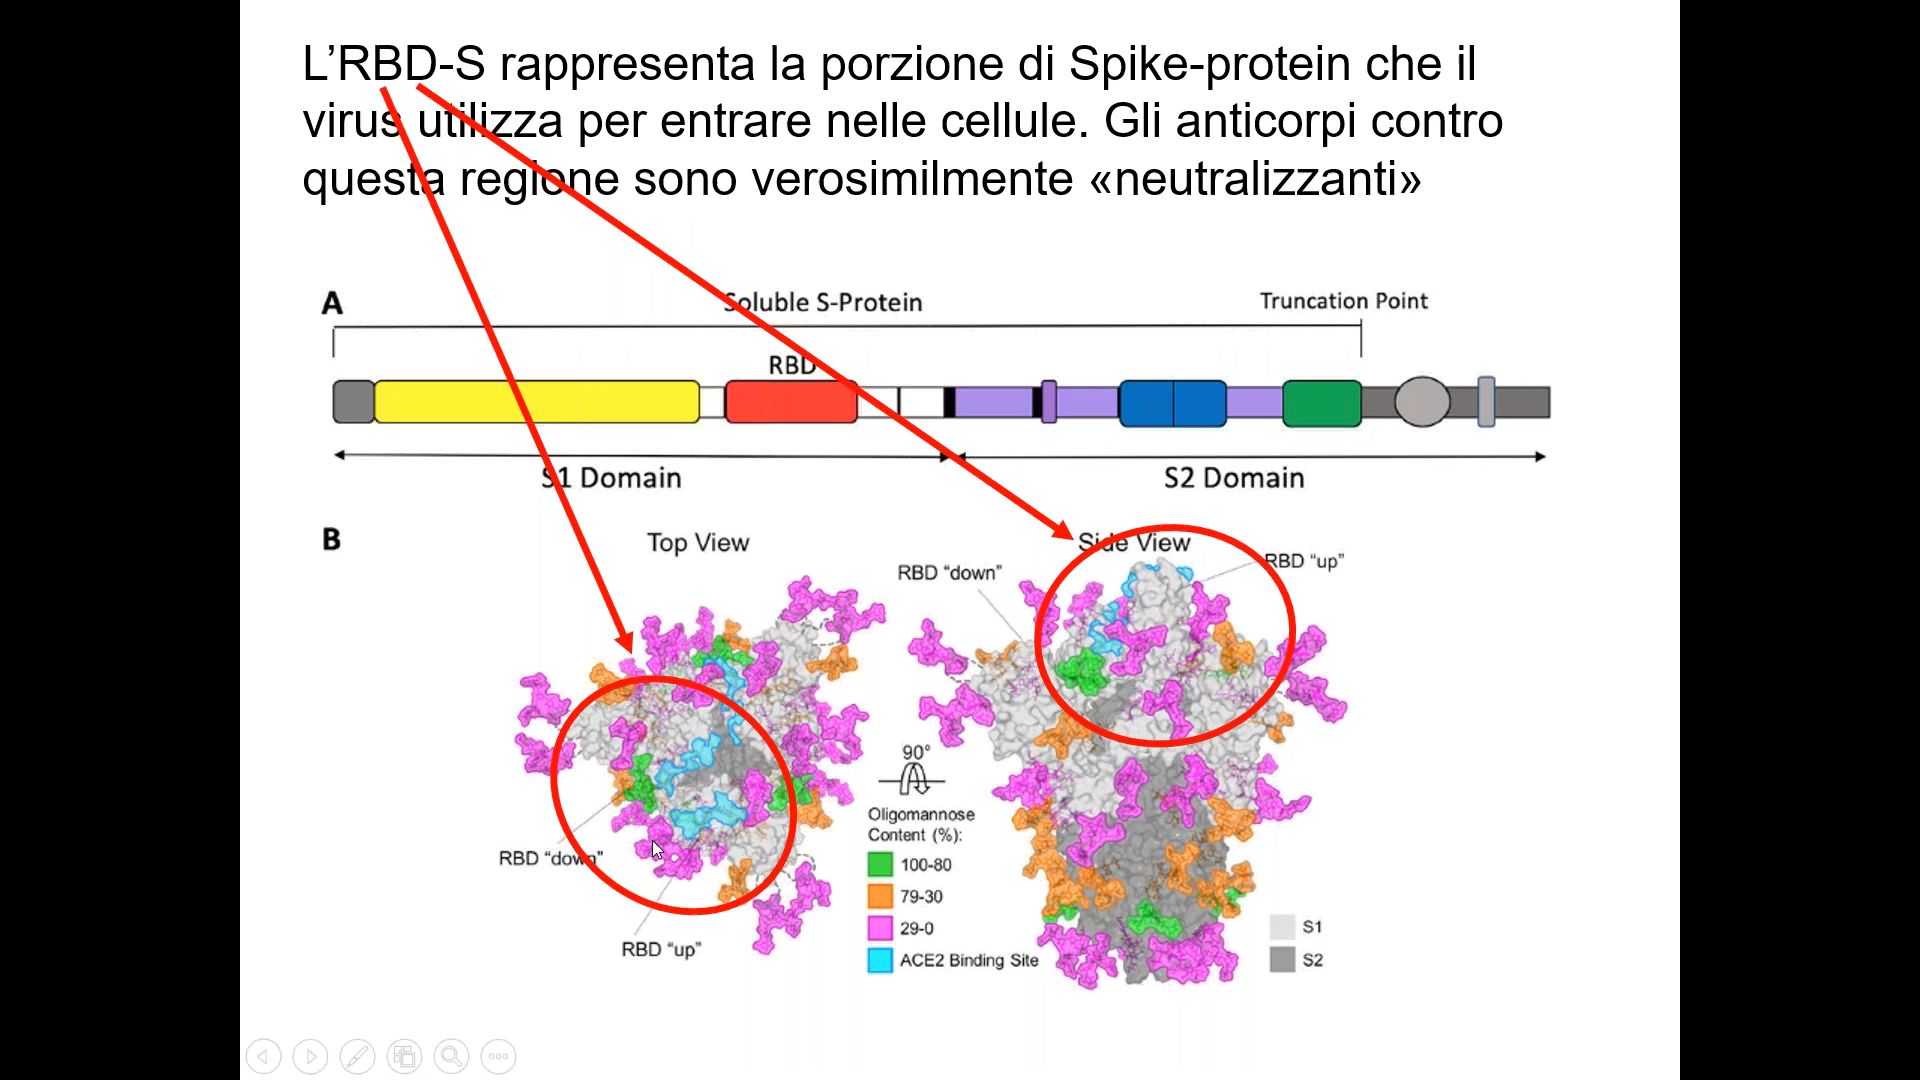 L’RBD-S rappresenta la porzione di Spike-protein che il
virus utilizza per entrare nelle cellule. Gli anticorpi contro
questa regione sono verosimilmente «neutralizzanti»
A
Soluble S-Protein
Truncation Point
RBD
S1 Domain
S2 Domain
B
Top View
Side View
RBD “down”
RBD “up”
90°
Oligomannose
Content (%):
RBD “down”
100-80
79-30
29-0
RBD “up”
ACE2 Binding Site
S1
S2